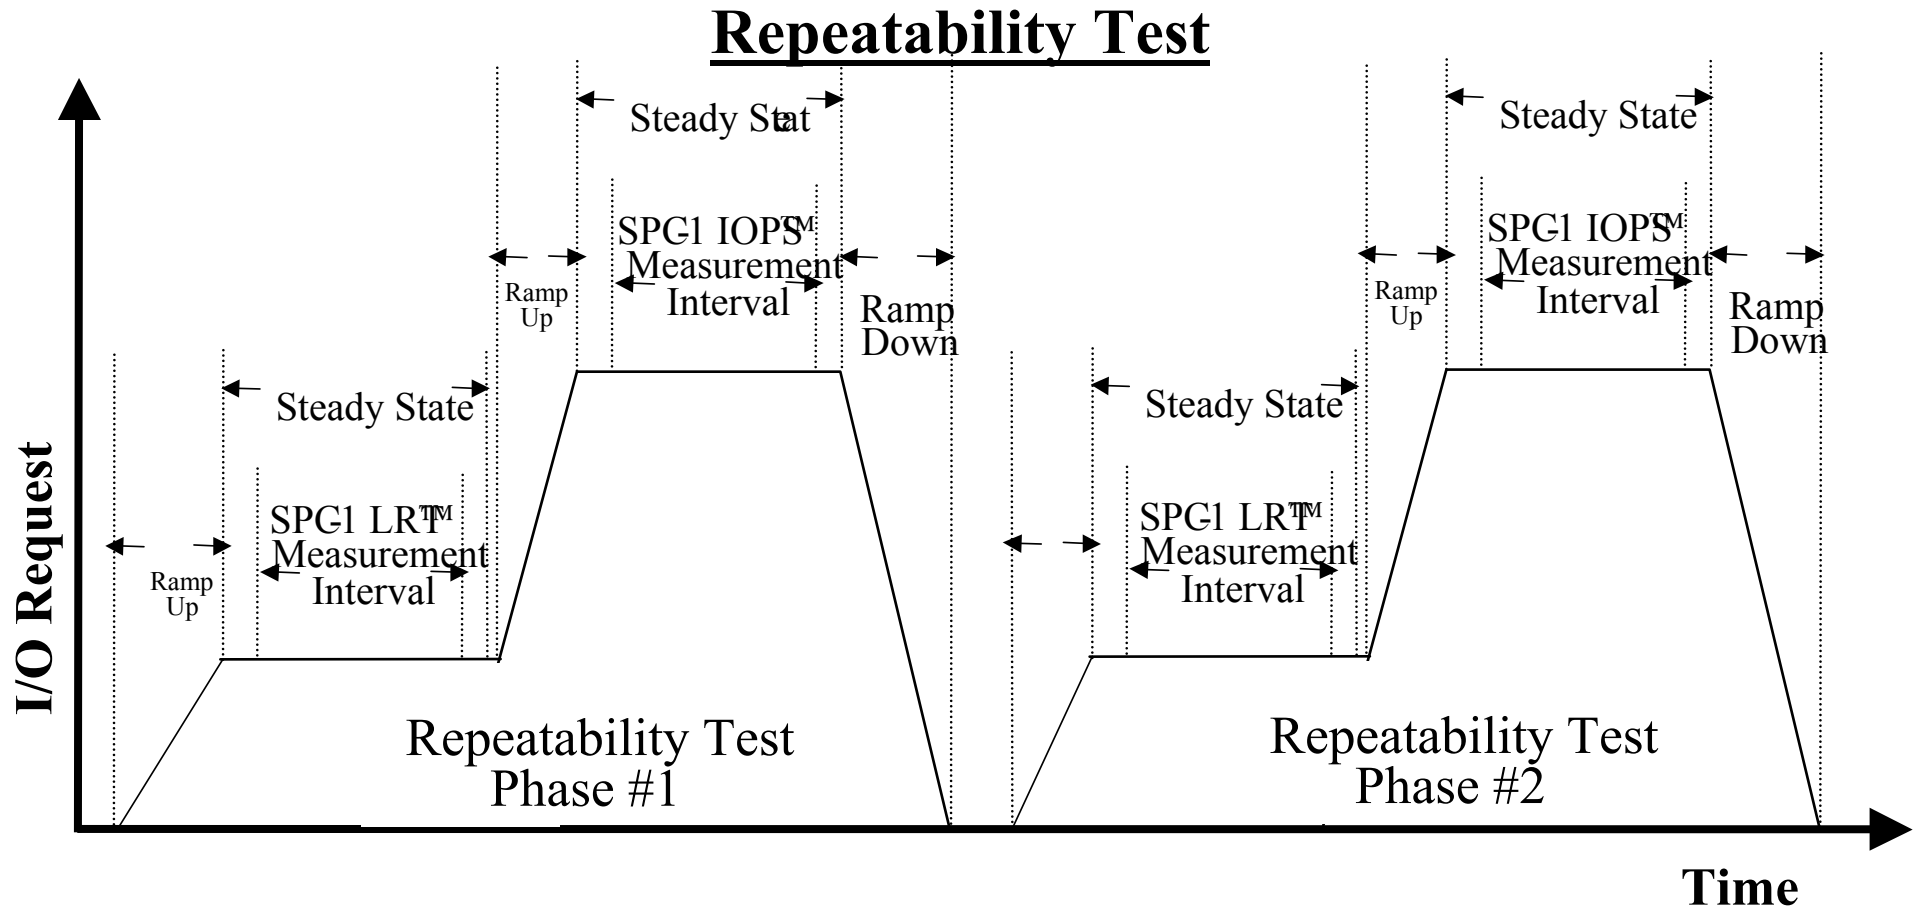 Repeatability Test
Steady State
Steady State
SPC-1 IOPS™
Measurement
Interval
SPC-1 IOPS™
Measurement
Interval
Ramp
Up
Ramp
Down
Ramp
Up
Ramp
Down
Steady State
Steady State
SPC-1 LRT™
Measurement
Interval
SPC-1 LRT™
Measurement
Interval
Ramp
Up
I/O Request
Repeatability Test
Phase #1
Repeatability Test
Phase #2
Time